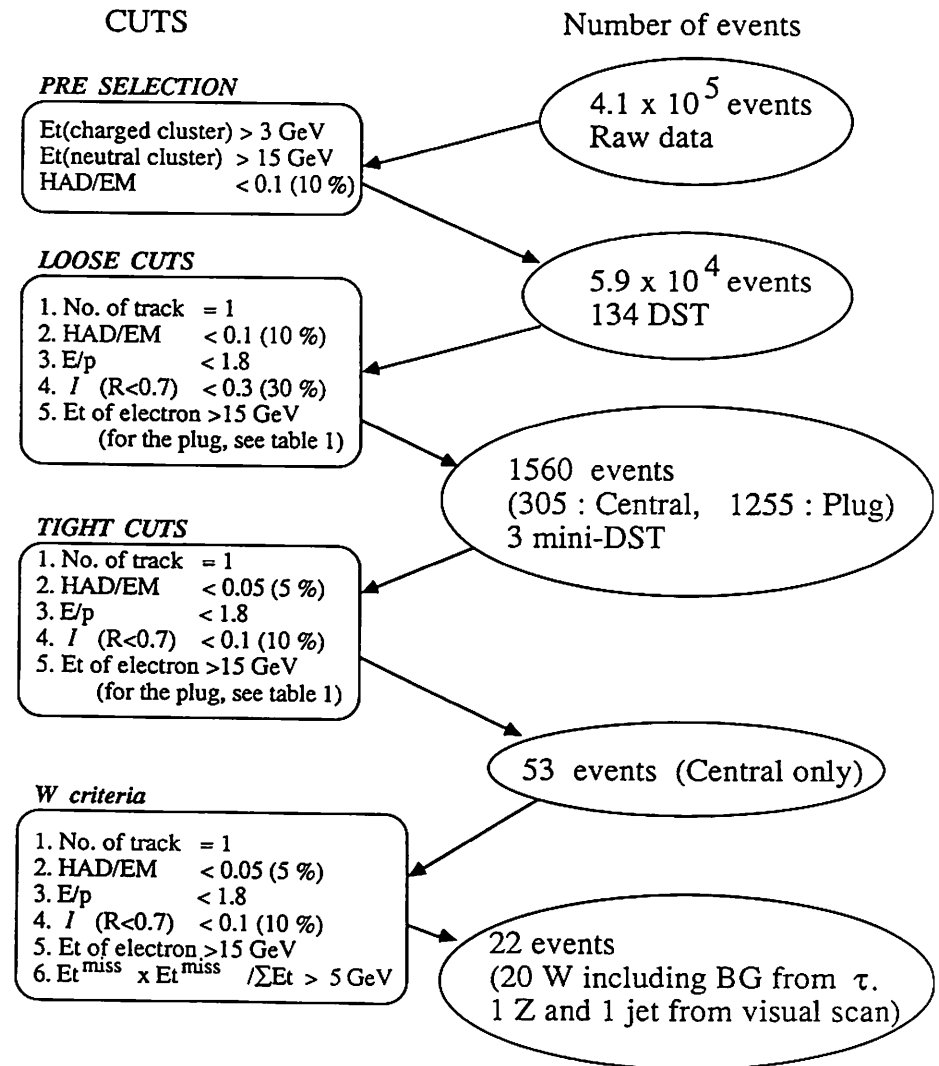 CUTS
Number of events
PRE SELECTION
Et(charged cluster) > 3 GeV
Et(neutral cluster) > 15 GeV
HAD/EM < 0.1 (10 %)
4.1 x 10^5 events
Raw data
LOOSE CUTS
1. No. of track = 1
2. HAD/EM < 0.1 (10 %)
3. E/p < 1.8
4. I (R<0.7) < 0.3 (30 %)
5. Et of electron >15 GeV
(for the plug, see table 1)
5.9 x 10^4 events
134 DST
1560 events
(305 : Central, 1255 : Plug)
3 mini-DST
TIGHT CUTS
1. No. of track = 1
2. HAD/EM < 0.05 (5 %)
3. E/p < 1.8
4. I (R<0.7) < 0.1 (10 %)
5. Et of electron >15 GeV
(for the plug, see table 1)
53 events (Central only)
W criteria
1. No. of track = 1
2. HAD/EM < 0.05 (5 %)
3. E/p < 1.8
4. I (R<0.7) < 0.1 (10 %)
5. Et of electron >15 GeV
6. Et^miss x Et^miss /ΣEt > 5 GeV
22 events
(20 W including BG from τ.
1 Z and 1 jet from visual scan)